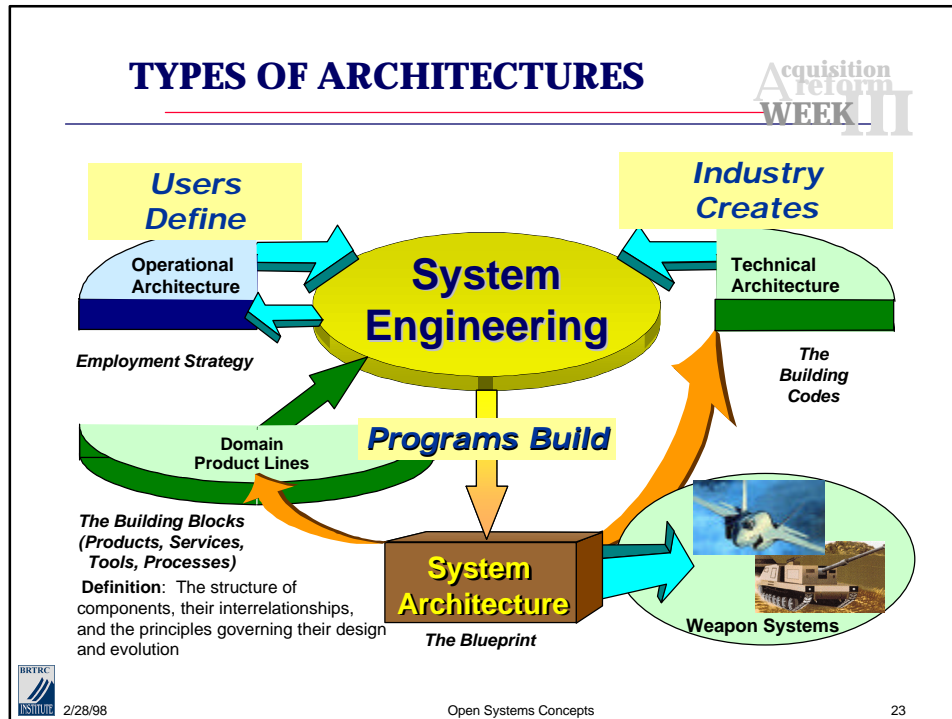 TYPES OF ARCHITECTURES
Acquisition
reform
WEEK III
Users
Define
Industry
Creates
Operational
Architecture
System
Engineering
Technical
Architecture
Employment Strategy
The
Building
Codes
Domain
Product Lines
Programs Build
The Building Blocks
(Products, Services,
Tools, Processes)
Definition: The structure of
components, their interrelationships,
and the principles governing their design
and evolution
System
Architecture
The Blueprint
Weapon Systems
BRTRC
INSTITUTE
2/28/98
Open Systems Concepts
23